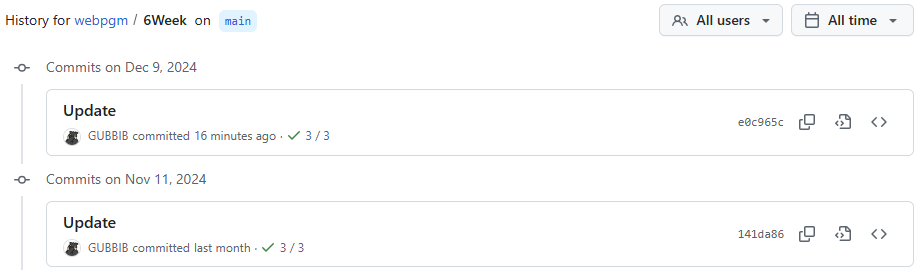 History for webpgm / 6Week on main
All users
All time
Commits on Dec 9, 2024
Update
GUBBIB committed 16 minutes ago · 3 / 3
e0c965c
Commits on Nov 11, 2024
Update
GUBBIB committed last month · 3 / 3
141da86